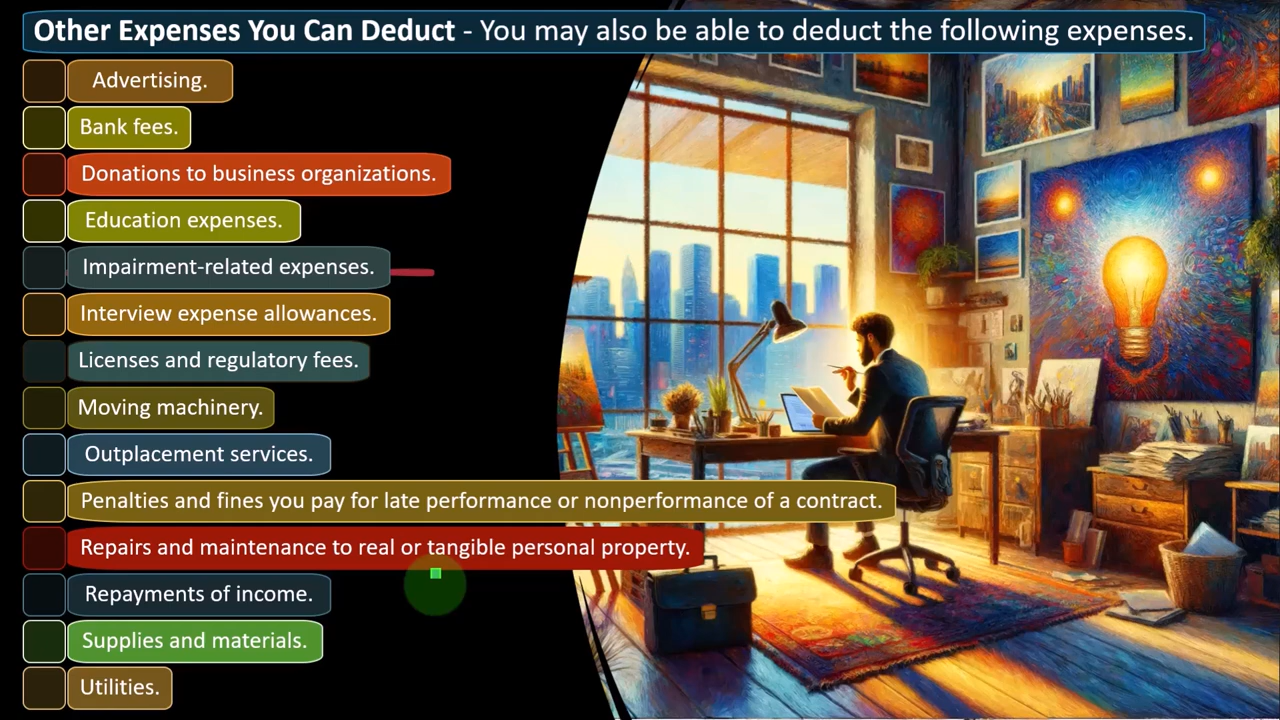 Other Expenses You Can Deduct - You may also be able to deduct the following expenses.
Advertising.
Bank fees.
Donations to business organizations.
Education expenses.
Impairment-related expenses.
Interview expense allowances.
Licenses and regulatory fees.
Moving machinery.
Outplacement services.
Penalties and fines you pay for late performance or nonperformance of a contract.
Repairs and maintenance to real or tangible personal property.
Repayments of income.
Supplies and materials.
Utilities.